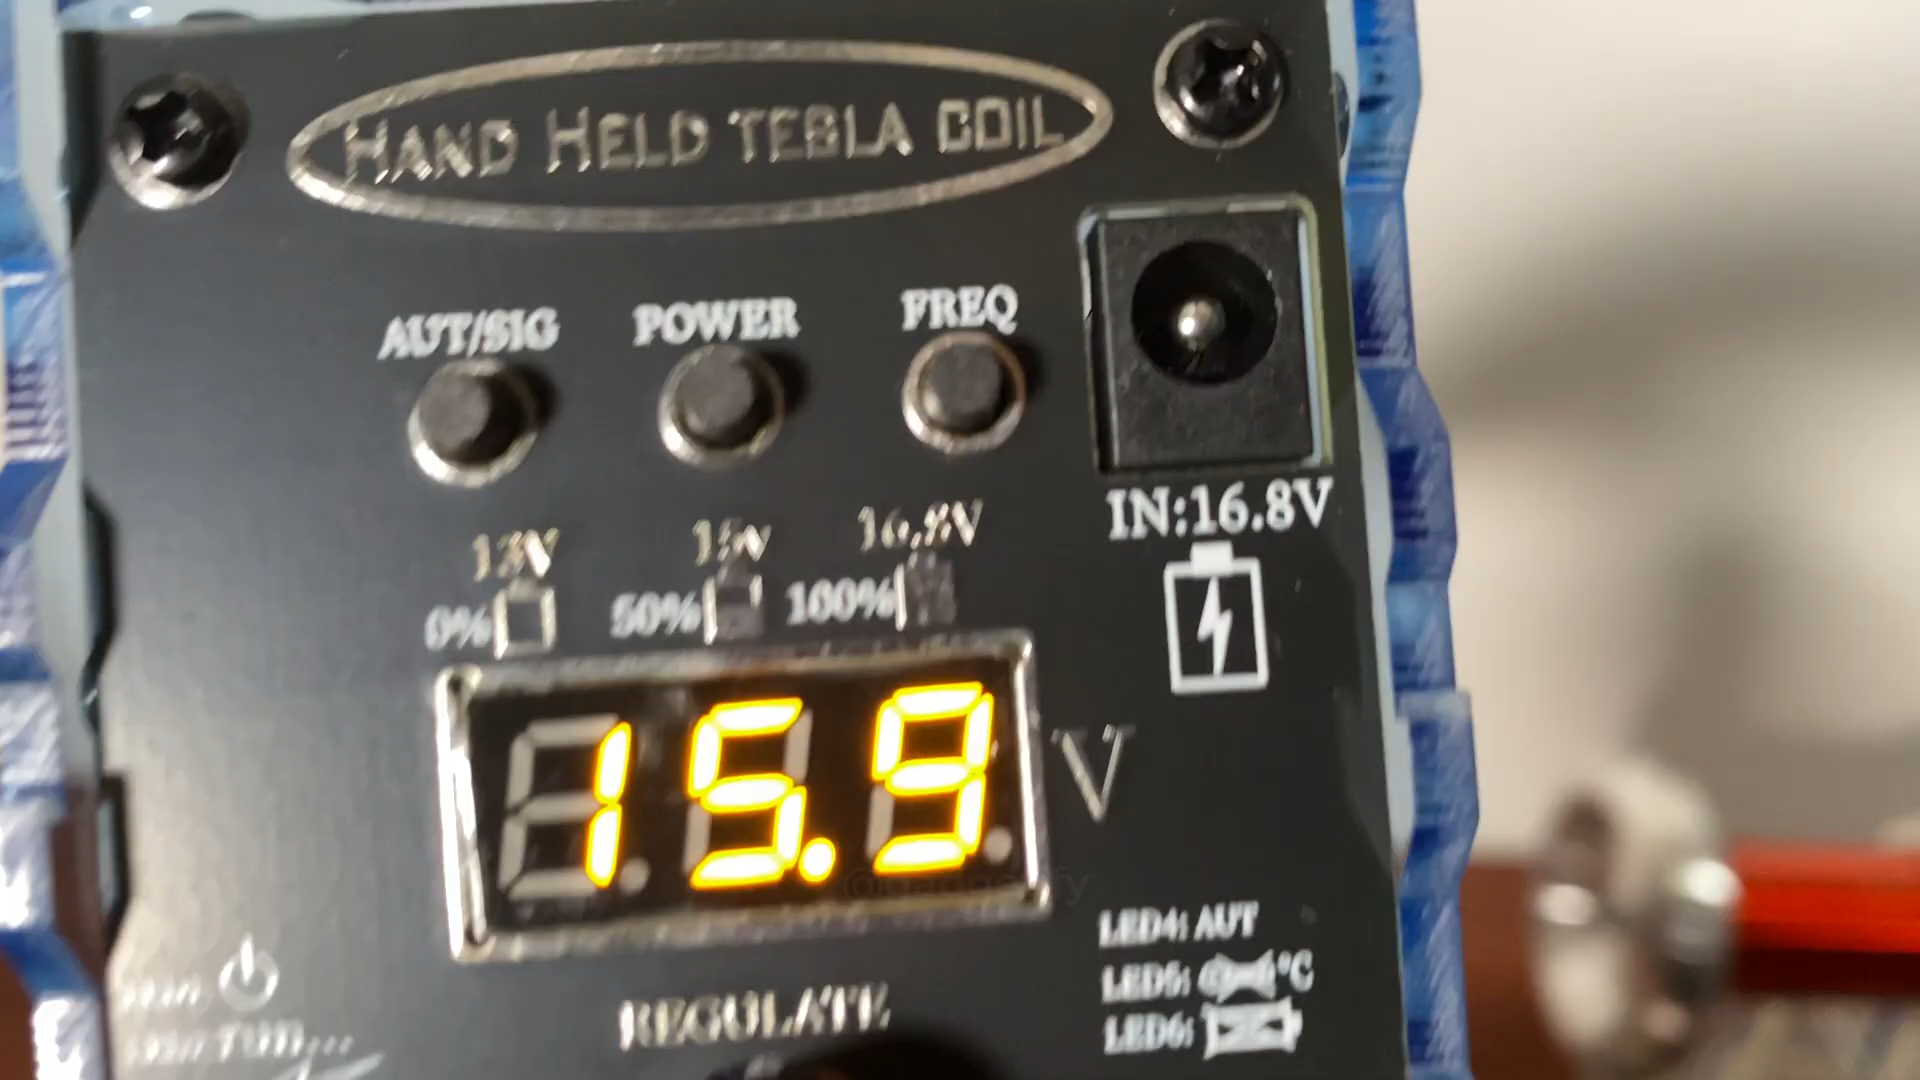 HAND HELD TESLA COIL
AUT/SIG POWER FREQ
IN:16.8V
13V 15V 16.8V
0% 50% 100%
15.9 V
LED4: AUT
LED5: °C
LED6:
REGULATE